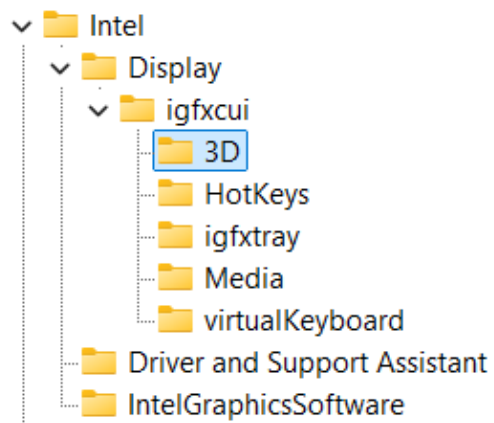 Intel
Display
igfxcui
3D
HotKeys
igfxtray
Media
virtualKeyboard
Driver and Support Assistant
IntelGraphicsSoftware